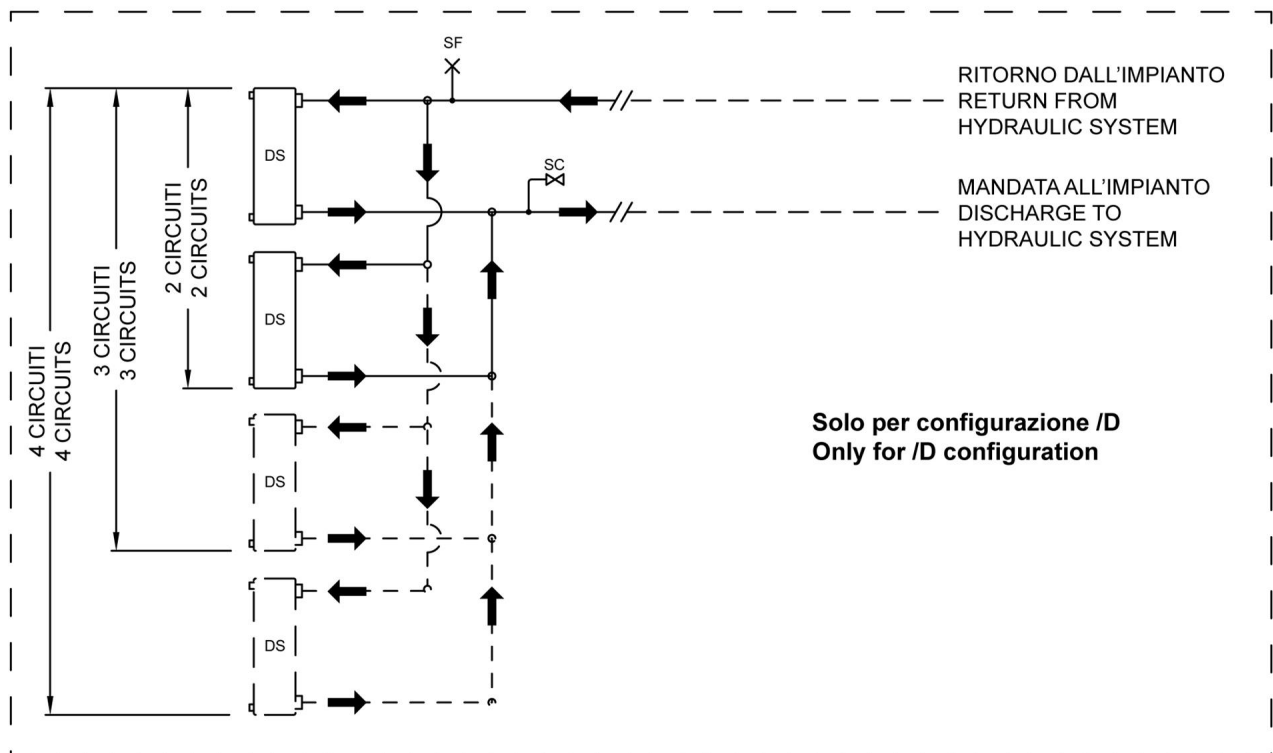 SF
RITORNO DALL'IMPIANTO
RETURN FROM
HYDRAULIC SYSTEM
DS
SC
MANDATA ALL'IMPIANTO
DISCHARGE TO
HYDRAULIC SYSTEM
2 CIRCUITI
2 CIRCUITS
3 CIRCUITI
3 CIRCUITS
4 CIRCUITI
4 CIRCUITS
DS
Solo per configurazione /D
Only for /D configuration
DS
DS